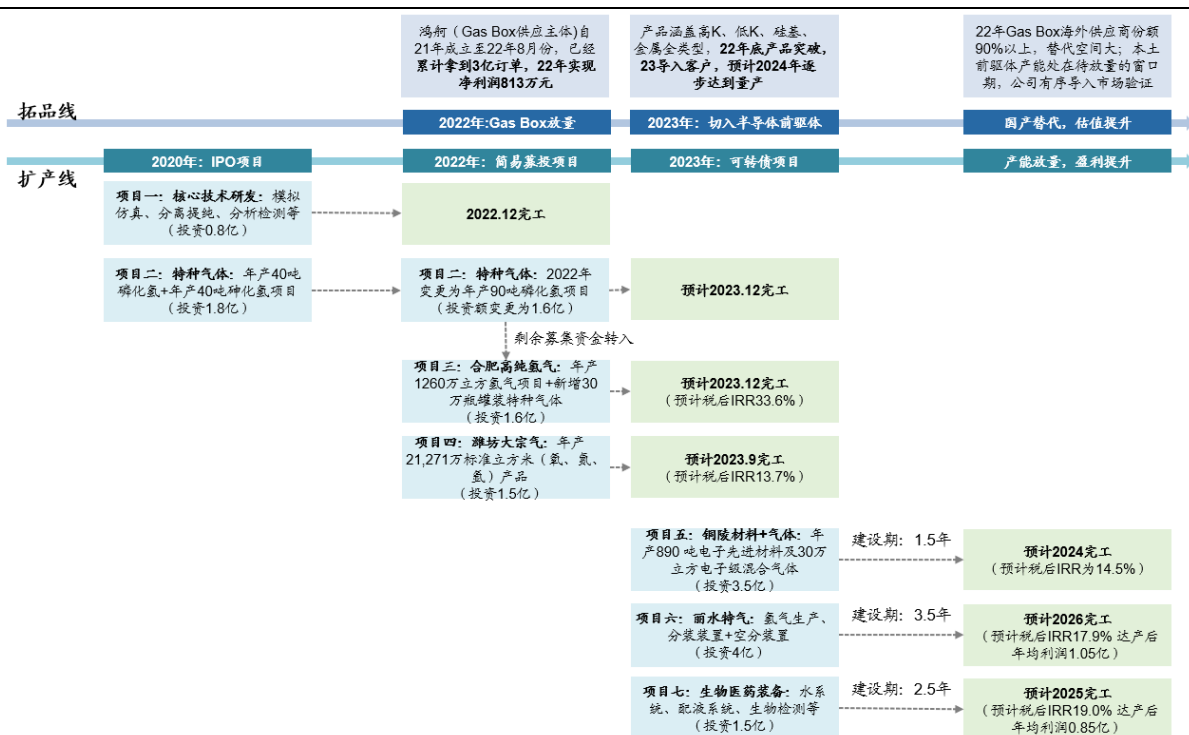 鸿舸（Gas Box供应主体)自
21年成立至22年8月份，已经
累计拿到3亿订单，22年实现
净利润813万元
产品涵盖高K、低K、硅基、
金属全类型，22年底产品突破，
23导入客户，预计2024年逐
步达到量产
22年Gas Box海外供应商份额
90%以上，替代空间大；本土
前驱体产能处在待放量的窗口
期，公司有序导入市场验证
拓品线
2022年:Gas Box放量
2023年：切入半导体前驱体
国产替代，估值提升
扩产线
2020年：IPO项目
2022年：简易募投项目
2023年：可转债项目
产能放量，盈利提升
项目一：核心技术研发：模拟
仿真、分离提纯、分析检测等
（投资0.8亿）
2022.12完工
项目二：特种气体：年产40吨
磷化氢+年产40吨砷化氢项目
（投资1.8亿）
项目二：特种气体：2022年
变更为年产90吨磷化氢项目
（投资额变更为1.6亿）
预计2023.12完工
剩余募集资金转入
项目三：合肥高纯氢气：年产
1260万立方氢气项目+新增30
万瓶罐装特种气体
（投资1.6亿）
预计2023.12完工
（预计税后IRR33.6%）
项目四：潍坊大宗气：年产
21,271万标准立方米（氧、氮、
氩）产品
（投资1.5亿）
预计2023.9完工
（预计税后IRR13.7%）
项目五：铜陵材料+气体：年
产890 吨电子先进材料及30万
立方电子级混合气体
（投资3.5亿）
建设期：1.5年
预计2024完工
（预计税后IRR为14.5%）
项目六：丽水特气：氢气生产、
分装装置+空分装置
（投资4亿）
建设期：3.5年
预计2026完工
（预计税后IRR17.9% 达产后
年均利润1.05亿）
项目七：生物医药装备：水系
统、配液系统、生物检测等
（投资1.5亿）
建设期：2.5年
预计2025完工
（预计税后IRR19.0% 达产后
年均利润0.85亿）